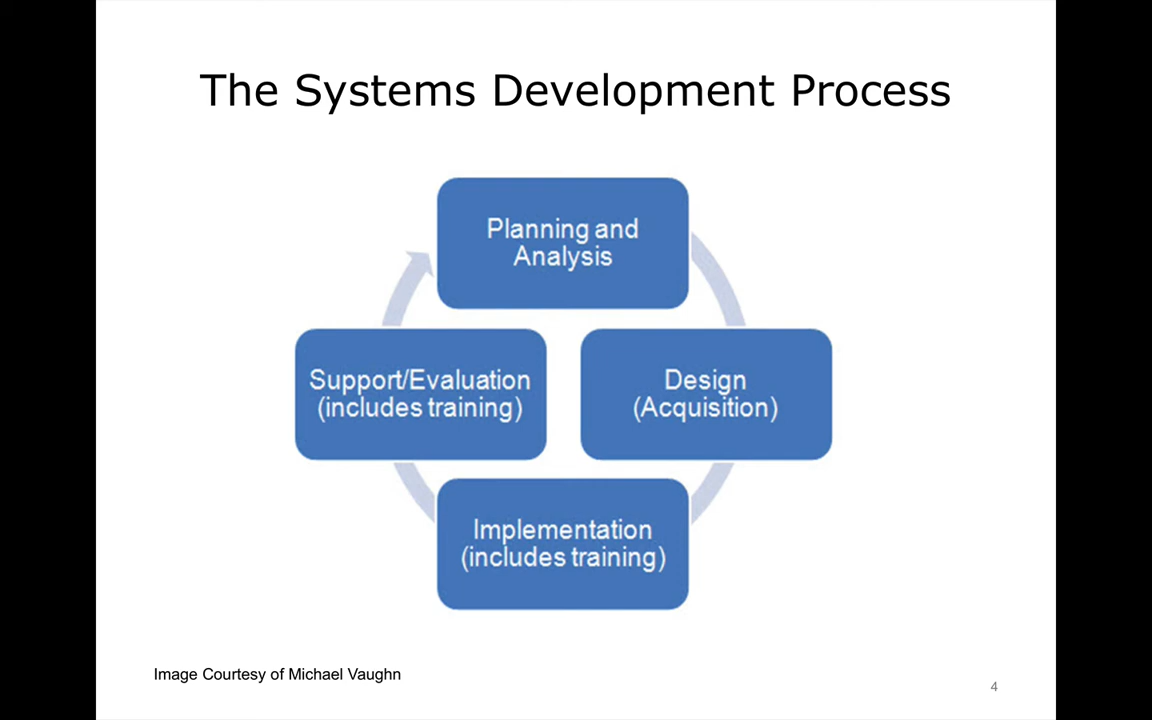 The Systems Development Process
Planning and
Analysis
Support/Evaluation
(includes training)
Design
(Acquisition)
Implementation
(includes training)
Image Courtesy of Michael Vaughn
4